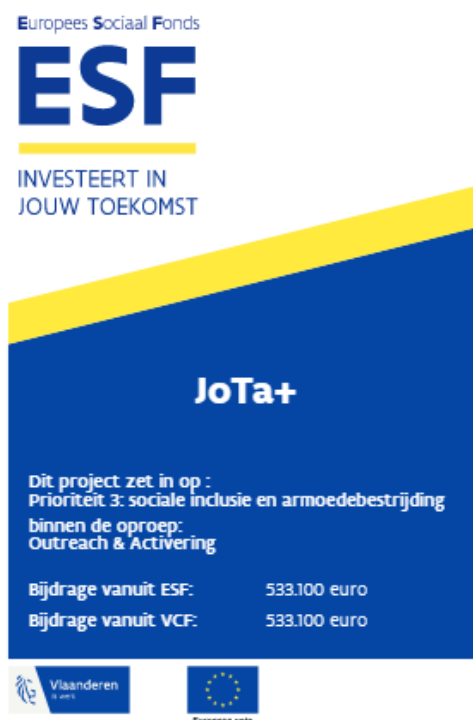 Europees Sociaal Fonds
ESF
INVESTEERT IN
JOUW TOEKOMST
JoTa+
Dit project zet in op :
Prioriteit 3: sociale inclusie en armoedebestrijding
binnen de oproep:
Outreach & Activering
Bijdrage vanuit ESF: 533.100 euro
Bijdrage vanuit VCF: 533.100 euro
Vlaanderen
is werk